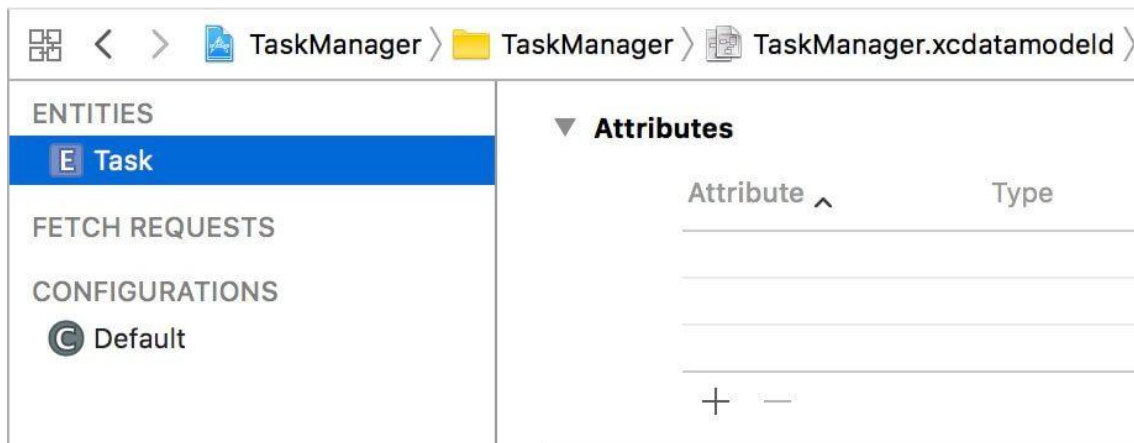 TaskManager TaskManager TaskManager.xcdatamodeld
ENTITIES
E Task
FETCH REQUESTS
CONFIGURATIONS
C Default
Attributes
Attribute Type